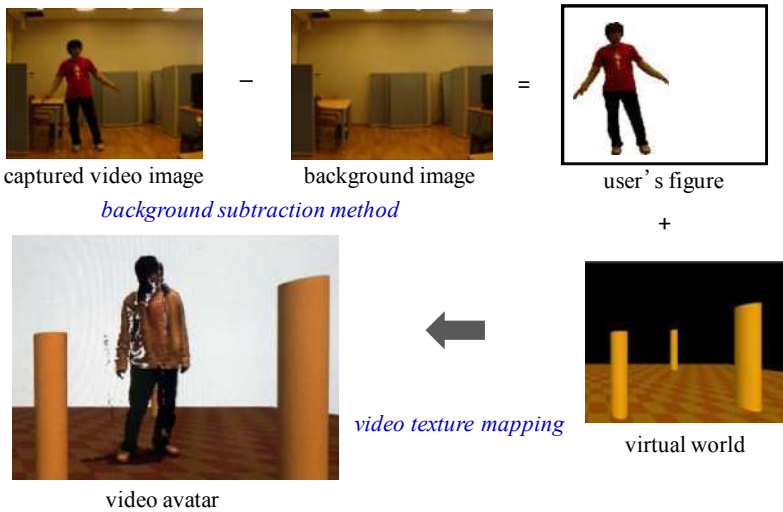 −
=
captured video image
background image
user’s figure
background subtraction method
+
video texture mapping
virtual world
video avatar